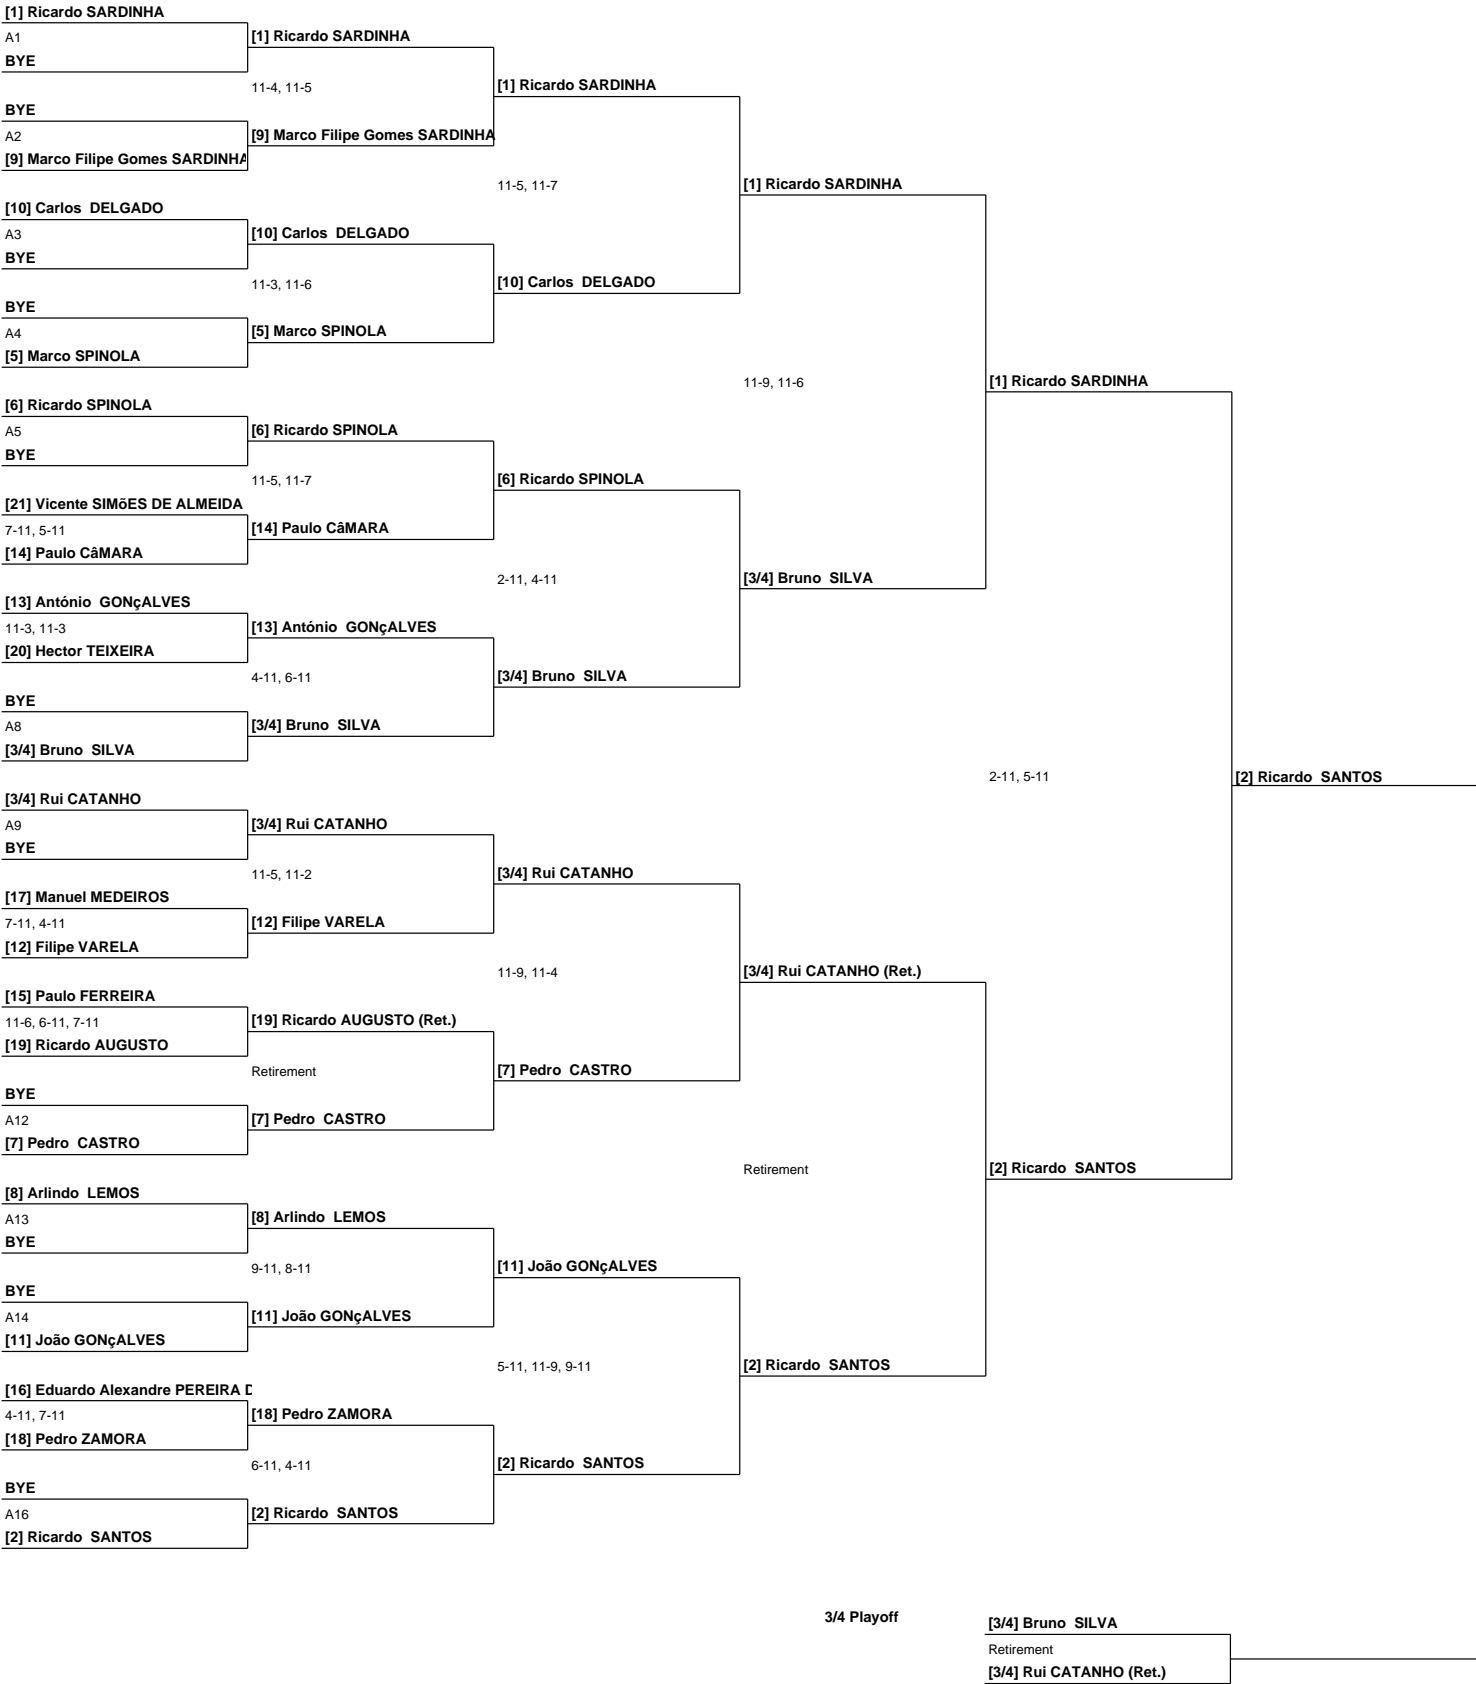 [1] Ricardo SARDINHA
A1
BYE
BYE
A2
[9] Marco Filipe Gomes SARDINHA
[10] Carlos  DELGADO
A3
BYE
BYE
A4
[5] Marco SPINOLA
[6] Ricardo SPINOLA
A5
BYE
[21] Vicente SIMõES DE ALMEIDA
7-11, 5-11
[14] Paulo CâMARA
[13] António  GONçALVES
11-3, 11-3
[20] Hector TEIXEIRA
BYE
A8
[3/4] Bruno  SILVA
[3/4] Rui CATANHO
A9
BYE
[17] Manuel MEDEIROS
7-11, 4-11
[12] Filipe VARELA
[15] Paulo FERREIRA
11-6, 6-11, 7-11
[19] Ricardo AUGUSTO
BYE
A12
[7] Pedro  CASTRO
[8] Arlindo  LEMOS
A13
BYE
BYE
A14
[11] João GONçALVES
[16] Eduardo Alexandre PEREIRA D
4-11, 7-11
[18] Pedro ZAMORA
BYE
A16
[2] Ricardo  SANTOS
[1] Ricardo SARDINHA
11-4, 11-5
[9] Marco Filipe Gomes SARDINHA
[10] Carlos  DELGADO
11-3, 11-6
[5] Marco SPINOLA
[6] Ricardo SPINOLA
11-5, 11-7
[14] Paulo CâMARA
[13] António  GONçALVES
4-11, 6-11
[3/4] Bruno  SILVA
[3/4] Rui CATANHO
11-5, 11-2
[12] Filipe VARELA
[19] Ricardo AUGUSTO (Ret.)
Retirement
[7] Pedro  CASTRO
[8] Arlindo  LEMOS
9-11, 8-11
[11] João GONçALVES
[18] Pedro ZAMORA
6-11, 4-11
[2] Ricardo  SANTOS
[1] Ricardo SARDINHA
11-5, 11-7
[10] Carlos  DELGADO
[6] Ricardo SPINOLA
2-11, 4-11
[3/4] Bruno  SILVA
[3/4] Rui CATANHO
11-9, 11-4
[7] Pedro  CASTRO
[11] João GONçALVES
5-11, 11-9, 9-11
[2] Ricardo  SANTOS
[1] Ricardo SARDINHA
11-9, 11-6
[3/4] Bruno  SILVA
[3/4] Rui CATANHO (Ret.)
Retirement
[2] Ricardo  SANTOS
[1] Ricardo SARDINHA
2-11, 5-11
[2] Ricardo  SANTOS
[2] Ricardo  SANTOS
3/4 Playoff
[3/4] Bruno  SILVA
Retirement
[3/4] Rui CATANHO (Ret.)